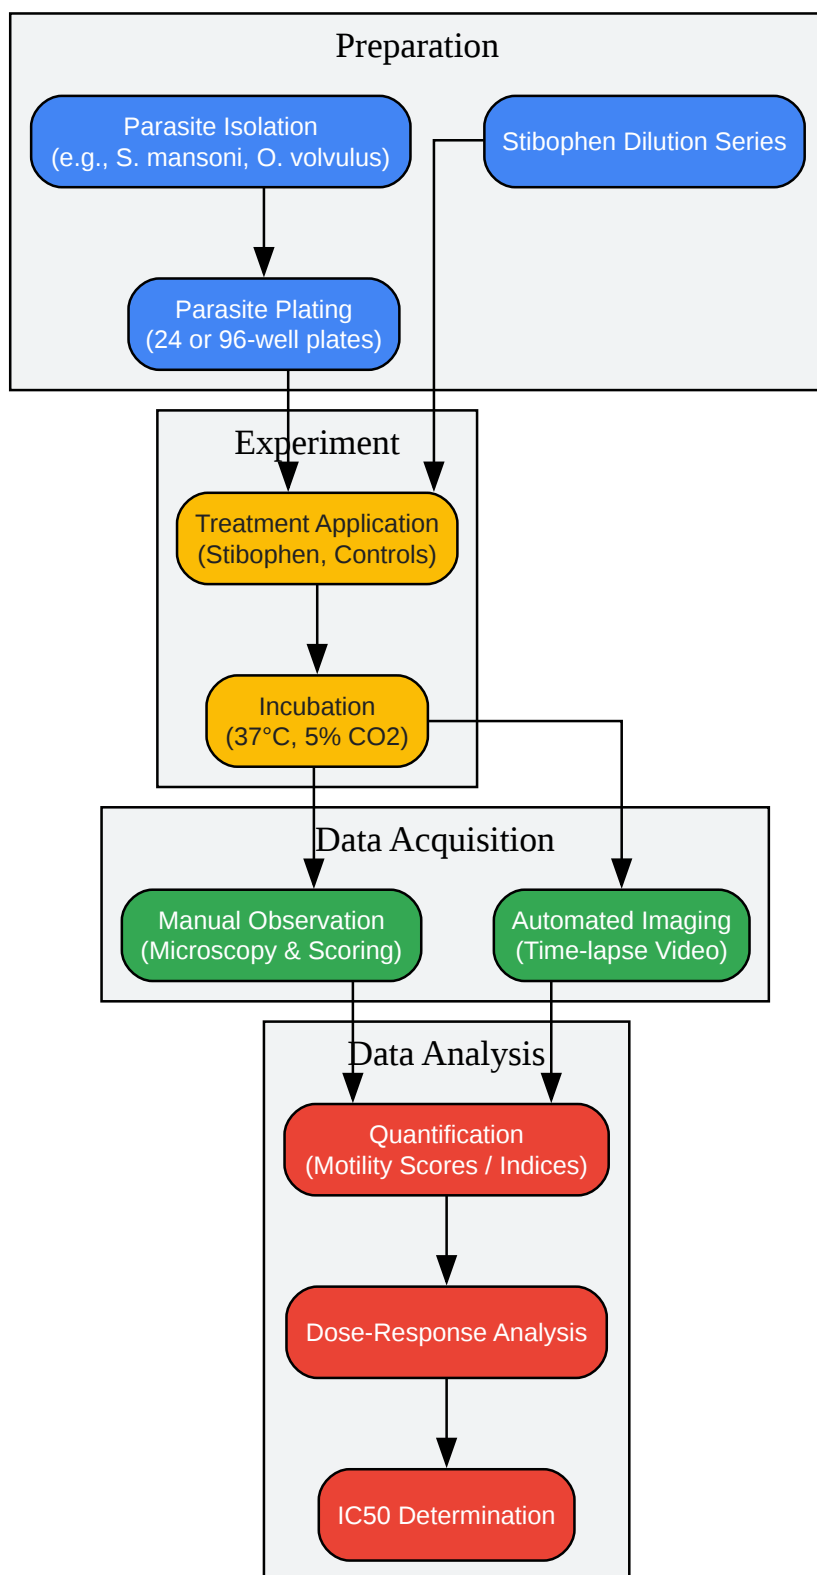 Preparation
Parasite Isolation
(e.g., S. mansoni, O. volvulus)
Stibophen Dilution Series
Parasite Plating
(24 or 96-well plates)
Experiment
Treatment Application
(Stibophen, Controls)
Incubation
(37°C, 5% CO2)
Data Acquisition
Manual Observation
(Microscopy & Scoring)
Automated Imaging
(Time-lapse Video)
Data Analysis
Quantification
(Motility Scores / Indices)
Dose-Response Analysis
IC50 Determination